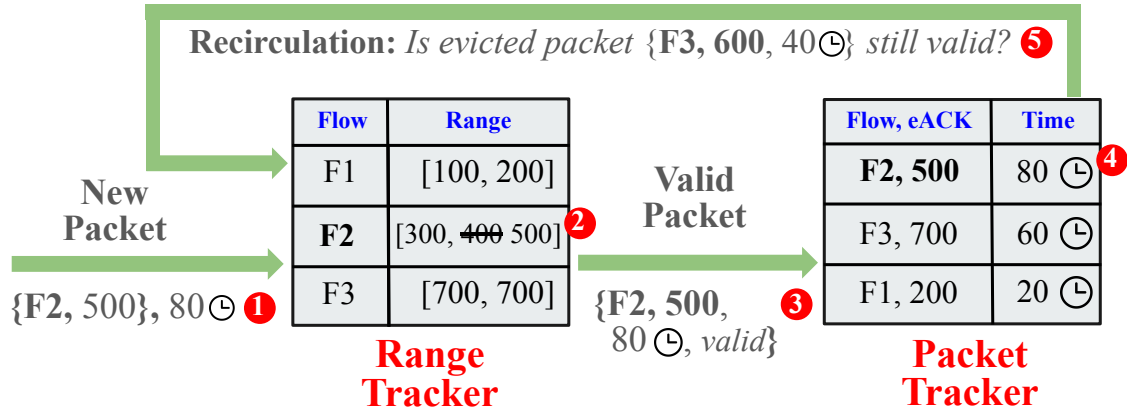 Recirculation: Is evicted packet {F3, 600, 40} still valid? 5
New
Packet
{F2, 500}, 80 1
Flow Range
F1 [100, 200]
F2 [300, 400 500] 2
F3 [700, 700]
Range
Tracker
Valid
Packet
{F2, 500, 3
80, valid}
Flow, eACK Time
F2, 500 80 4
F3, 700 60
F1, 200 20
Packet
Tracker